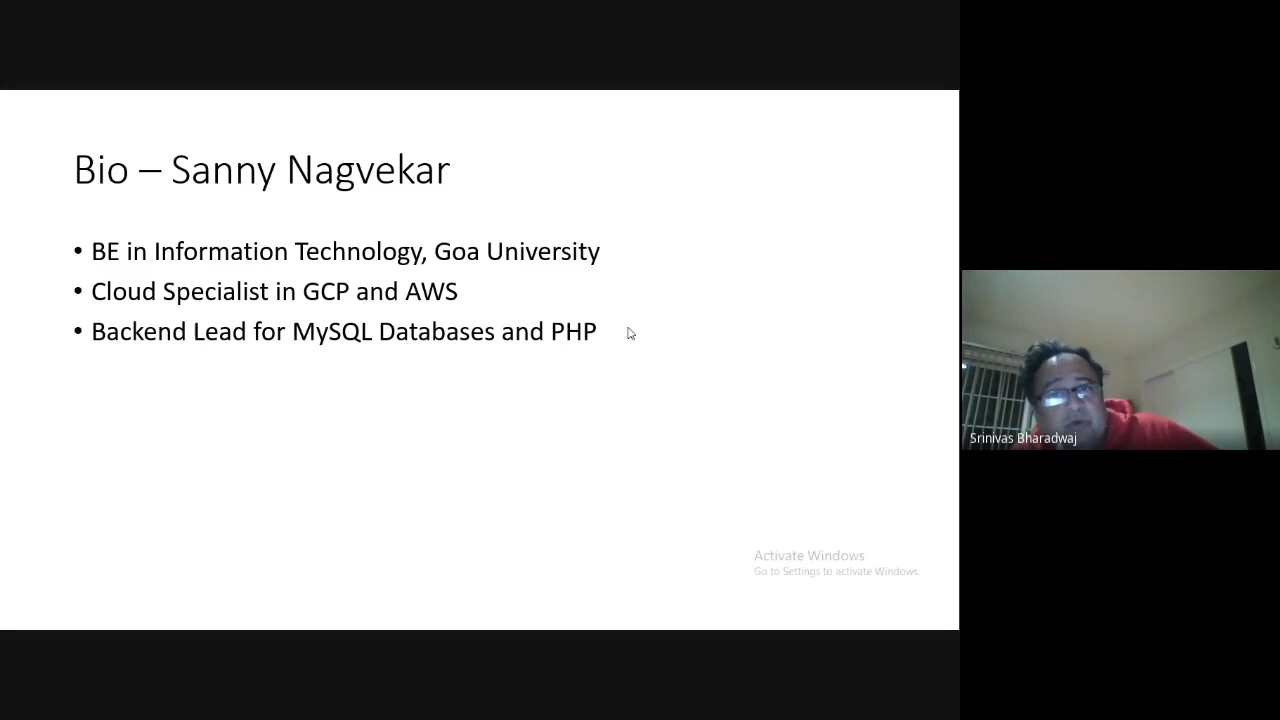 Bio – Sanny Nagvekar
• BE in Information Technology, Goa University
• Cloud Specialist in GCP and AWS
• Backend Lead for MySQL Databases and PHP
Activate Windows
Go to Settings to activate Windows.
Srinivas Bharadwaj